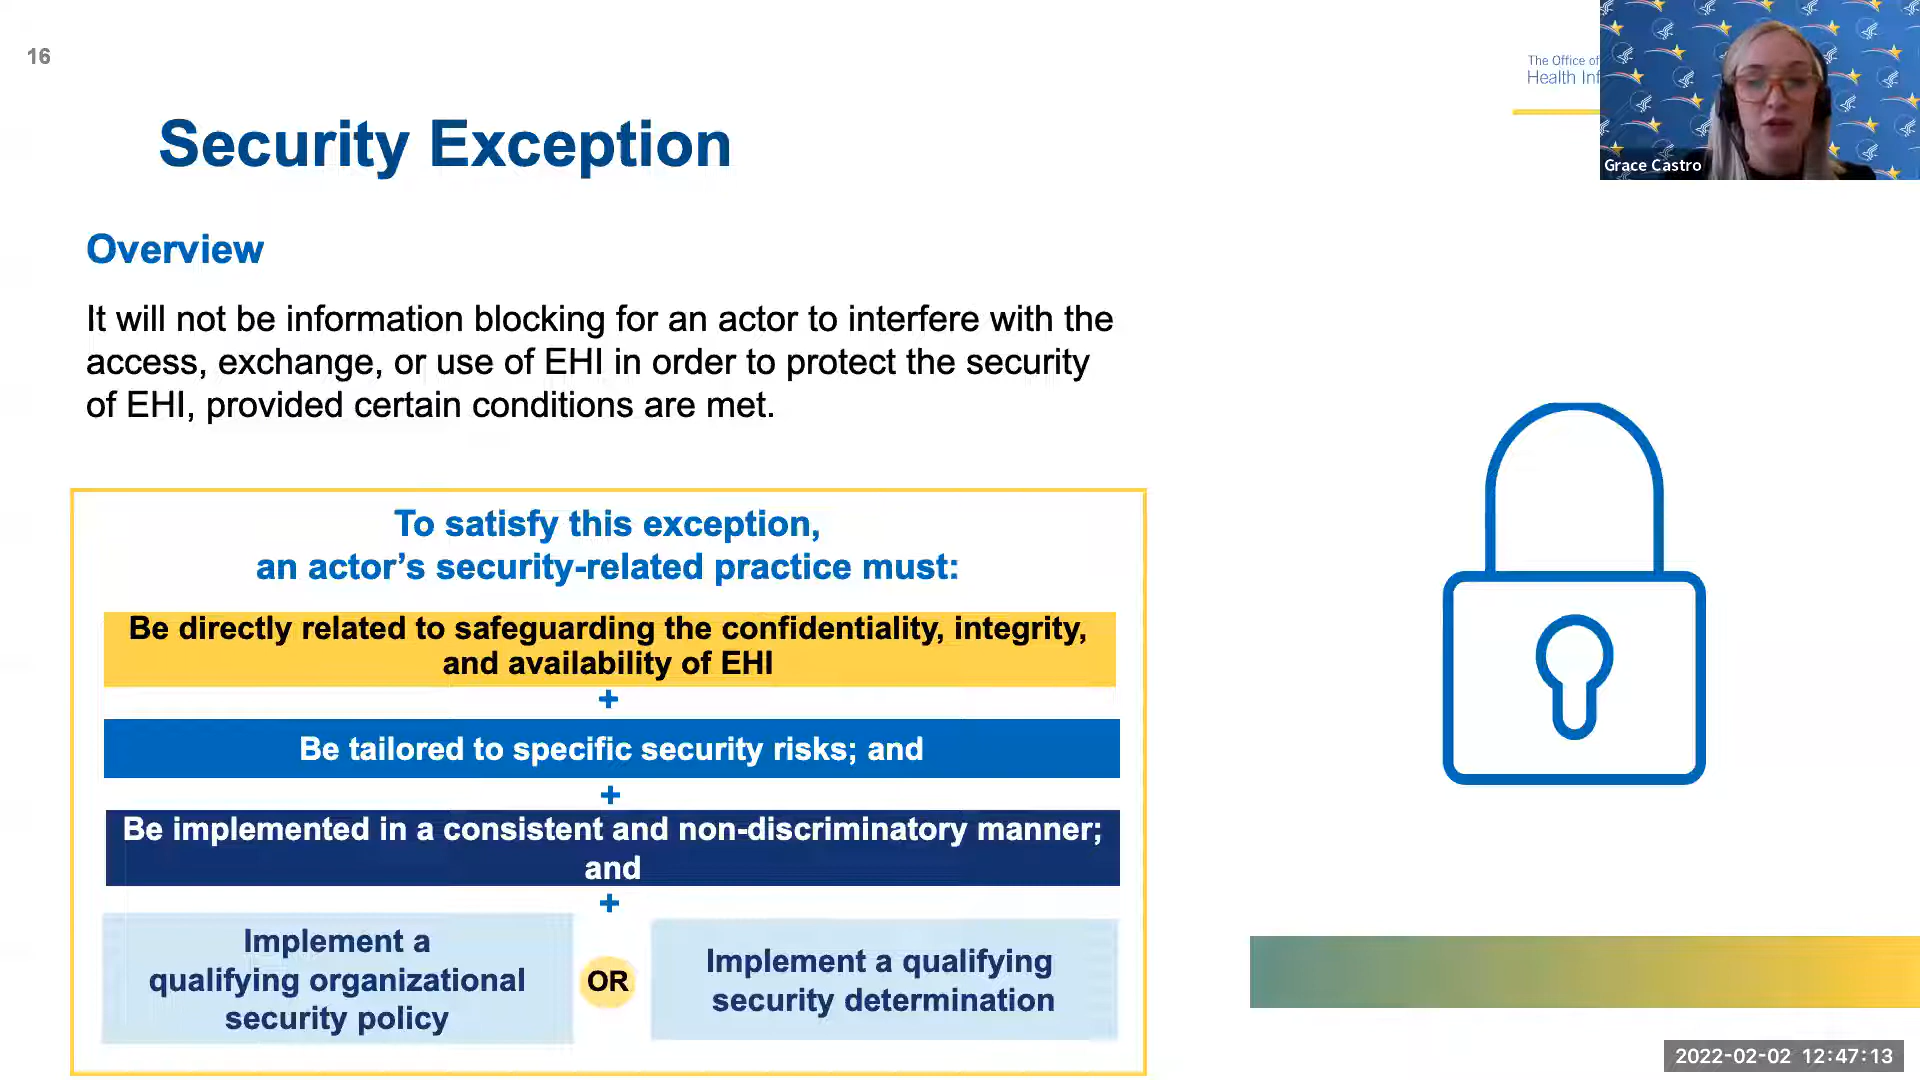 16
The Office of
Health Inf
Grace Castro
Security Exception
Overview
It will not be information blocking for an actor to interfere with the
access, exchange, or use of EHI in order to protect the security
of EHI, provided certain conditions are met.
To satisfy this exception,
an actor’s security-related practice must:
Be directly related to safeguarding the confidentiality, integrity,
and availability of EHI
+
Be tailored to specific security risks; and
+
Be implemented in a consistent and non-discriminatory manner;
and
+
Implement a
qualifying organizational
security policy
OR
Implement a qualifying
security determination
2022-02-02 12:47:13